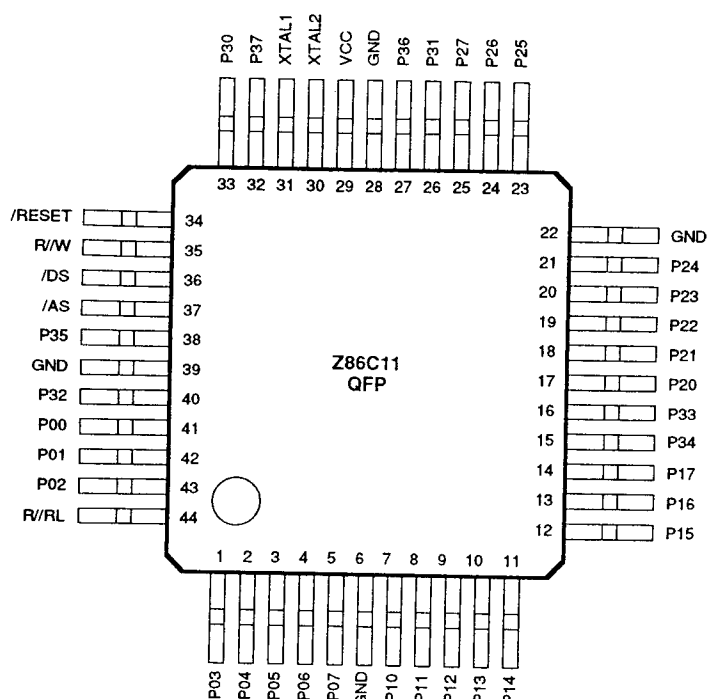 P30 P37 XTAL1 XTAL2 VCC GND P36 P31 P27 P26 P25
33 32 31 30 29 28 27 26 25 24 23
/RESET 34
R//W 35
/DS 36
/AS 37
P35 38
GND 39
P32 40
P00 41
P01 42
P02 43
R//RL 44
Z86C11
QFP
22 GND
21 P24
20 P23
19 P22
18 P21
17 P20
16 P33
15 P34
14 P17
13 P16
12 P15
1 2 3 4 5 6 7 8 9 10 11
P03 P04 P05 P06 P07 GND P10 P11 P12 P13 P14